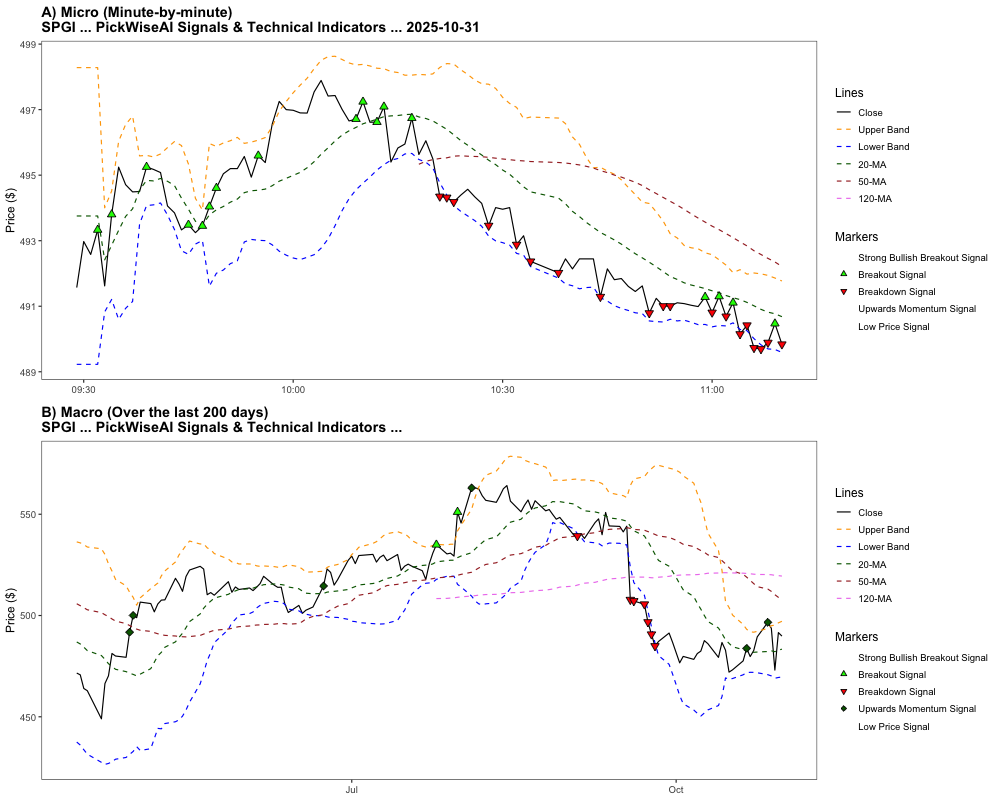 A) Micro (Minute-by-minute)
SPGI ... PickWiseAI Signals & Technical Indicators ... 2025-10-31
499
497
495
493
491
489
Price ($)
09:30
10:00
10:30
11:00
Lines
Close
Upper Band
Lower Band
20-MA
50-MA
120-MA
Markers
Strong Bullish Breakout Signal
Breakout Signal
Breakdown Signal
Upwards Momentum Signal
Low Price Signal
B) Macro (Over the last 200 days)
SPGI ... PickWiseAI Signals & Technical Indicators ...
550
500
450
Price ($)
Jul
Oct
Lines
Close
Upper Band
Lower Band
20-MA
50-MA
120-MA
Markers
Strong Bullish Breakout Signal
Breakout Signal
Breakdown Signal
Upwards Momentum Signal
Low Price Signal